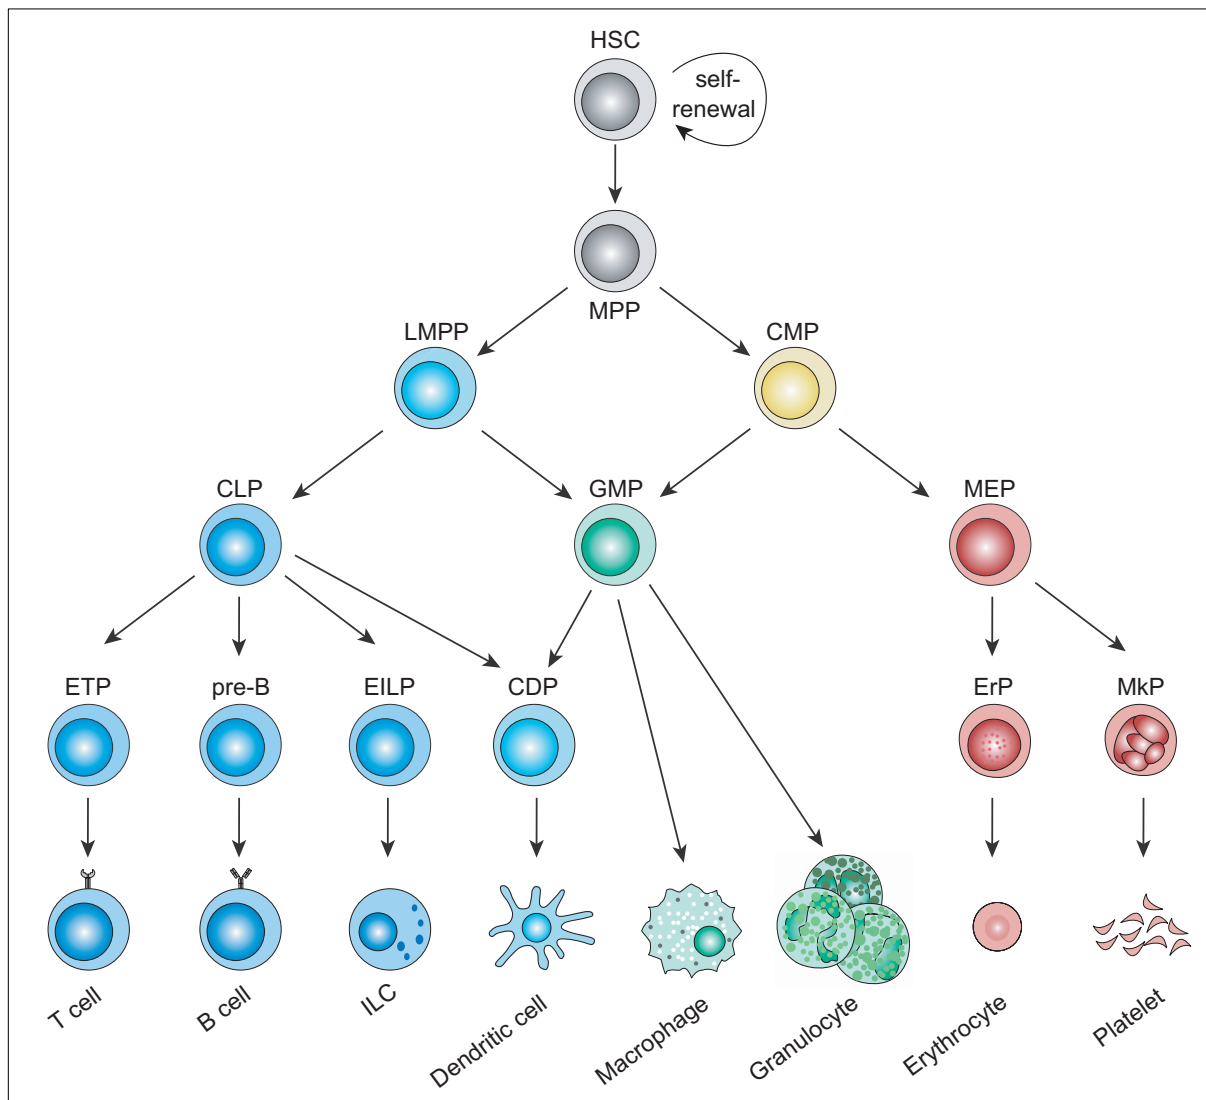 HSC
self-
renewal
MPP
LMPP
CMP
CLP
GMP
MEP
ETP
pre-B
EILP
CDP
ErP
MkP
T cell
B cell
ILC
Dendritic cell
Macrophage
Granulocyte
Erythrocyte
Platelet